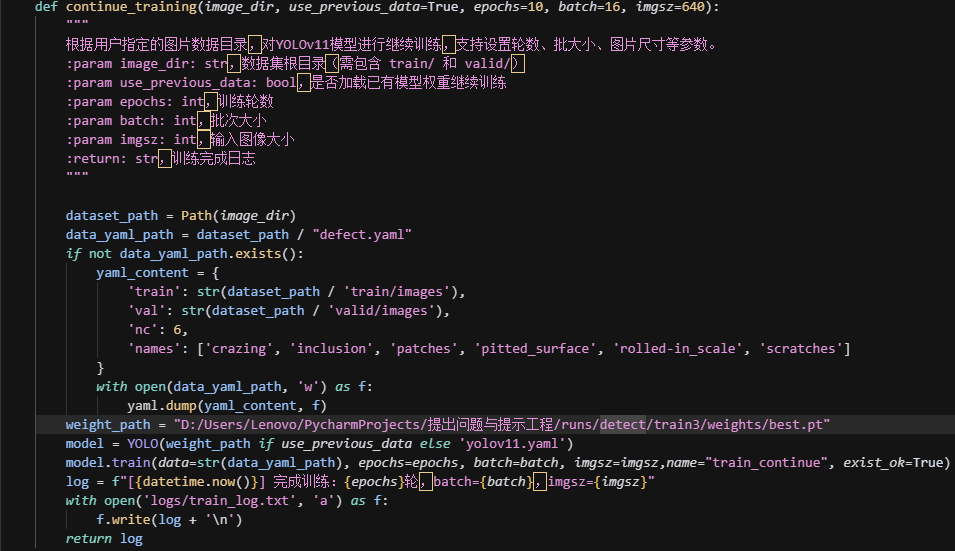 def continue_training(image_dir, use_previous_data=True, epochs=10, batch=16, imgsz=640):
    """
    根据用户指定的图片数据目录，对YOLOv11模型进行继续训练，支持设置轮数、批大小、图片尺寸等参数。
    :param image_dir: str，数据集根目录（需包含 train/ 和 valid/）
    :param use_previous_data: bool，是否加载已有模型权重继续训练
    :param epochs: int，训练轮数
    :param batch: int，批次大小
    :param imgsz: int，输入图像大小
    :return: str，训练完成日志
    """
    dataset_path = Path(image_dir)
    data_yaml_path = dataset_path / "defect.yaml"
    if not data_yaml_path.exists():
        yaml_content = {
            'train': str(dataset_path / 'train/images'),
            'val': str(dataset_path / 'valid/images'),
            'nc': 6,
            'names': ['crazing', 'inclusion', 'patches', 'pitted_surface', 'rolled-in_scale', 'scratches']
        }
        with open(data_yaml_path, 'w') as f:
            yaml.dump(yaml_content, f)
    weight_path = "D:/Users/Lenovo/PycharmProjects/提出问题与提示工程/runs/detect/train3/weights/best.pt"
    model = YOLO(weight_path if use_previous_data else 'yolov11.yaml')
    model.train(data=str(data_yaml_path), epochs=epochs, batch=batch, imgsz=imgsz,name="train_continue", exist_ok=True)
    log = f"[{datetime.now()}] 完成训练: {epochs}轮，batch={batch}，imgsz={imgsz}"
    with open('logs/train_log.txt', 'a') as f:
        f.write(log + '\n')
    return log